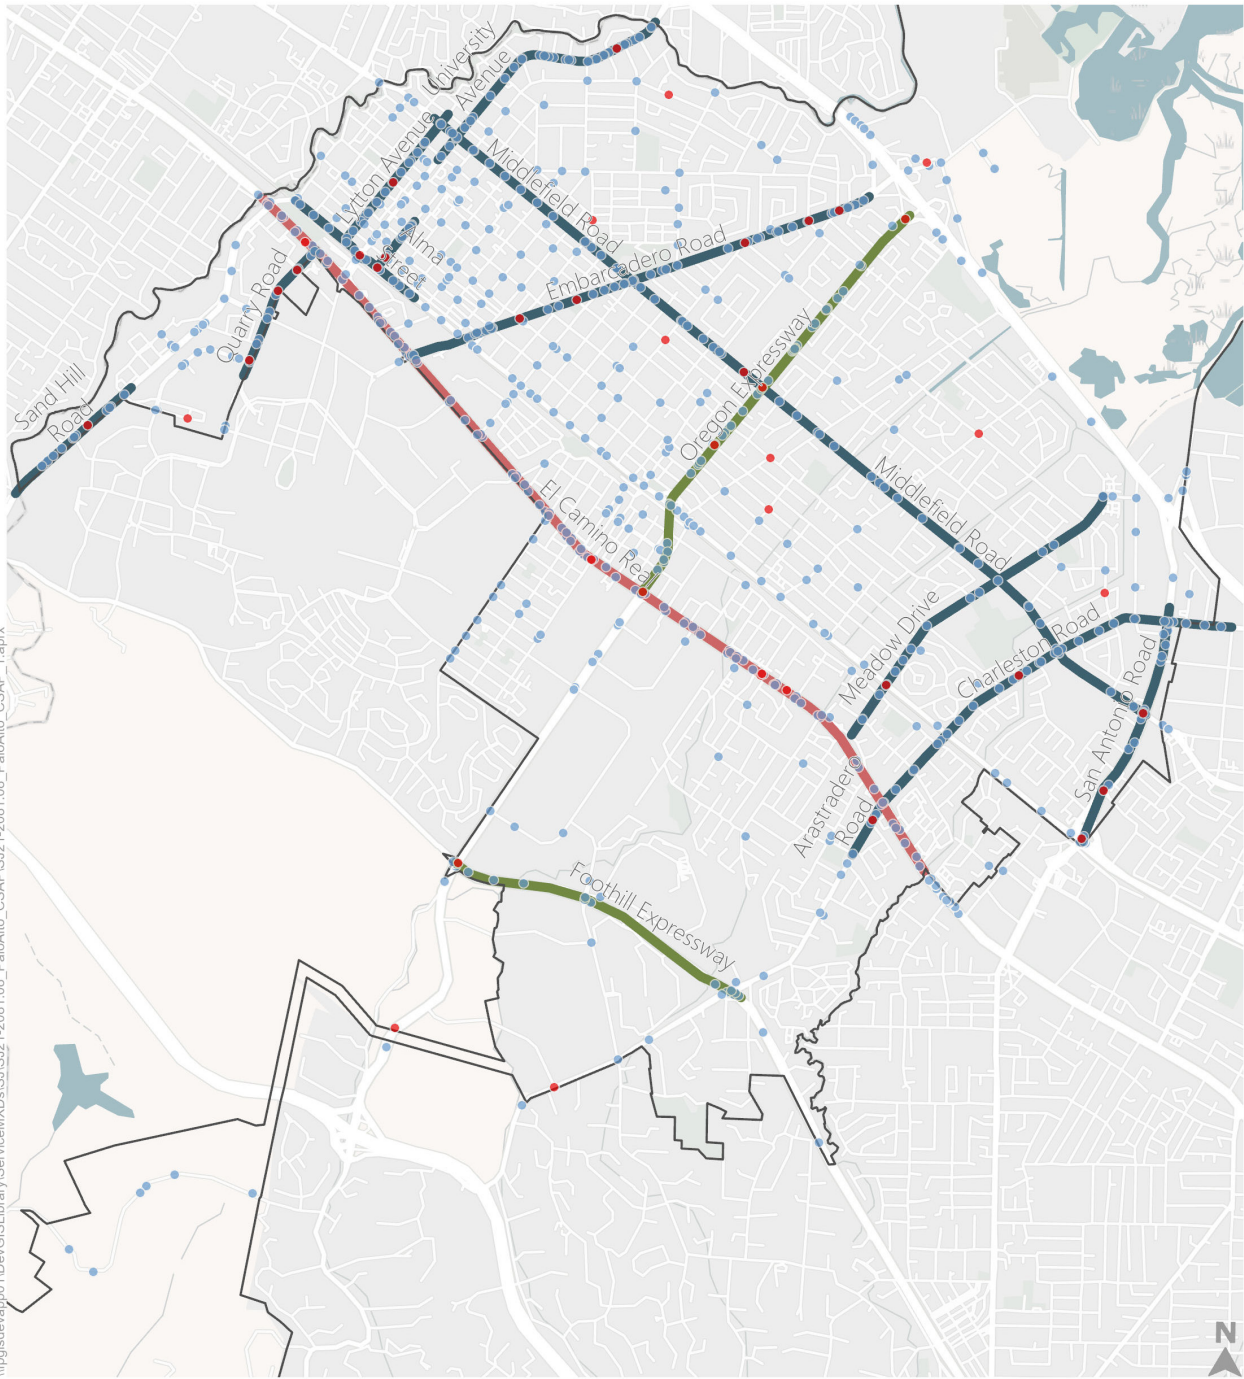 University
Avenue
Lytton Avenue
Middlefield Road
Alma
Street
Embarcadero Road
Quarry Road
Sand Hill
Road
Oregon Expressway
El Camino Real
Middlefield Road
Meadow Drive
Charleston Road
San Antonio Road
Arastradero
Road
Foothill Expressway
N